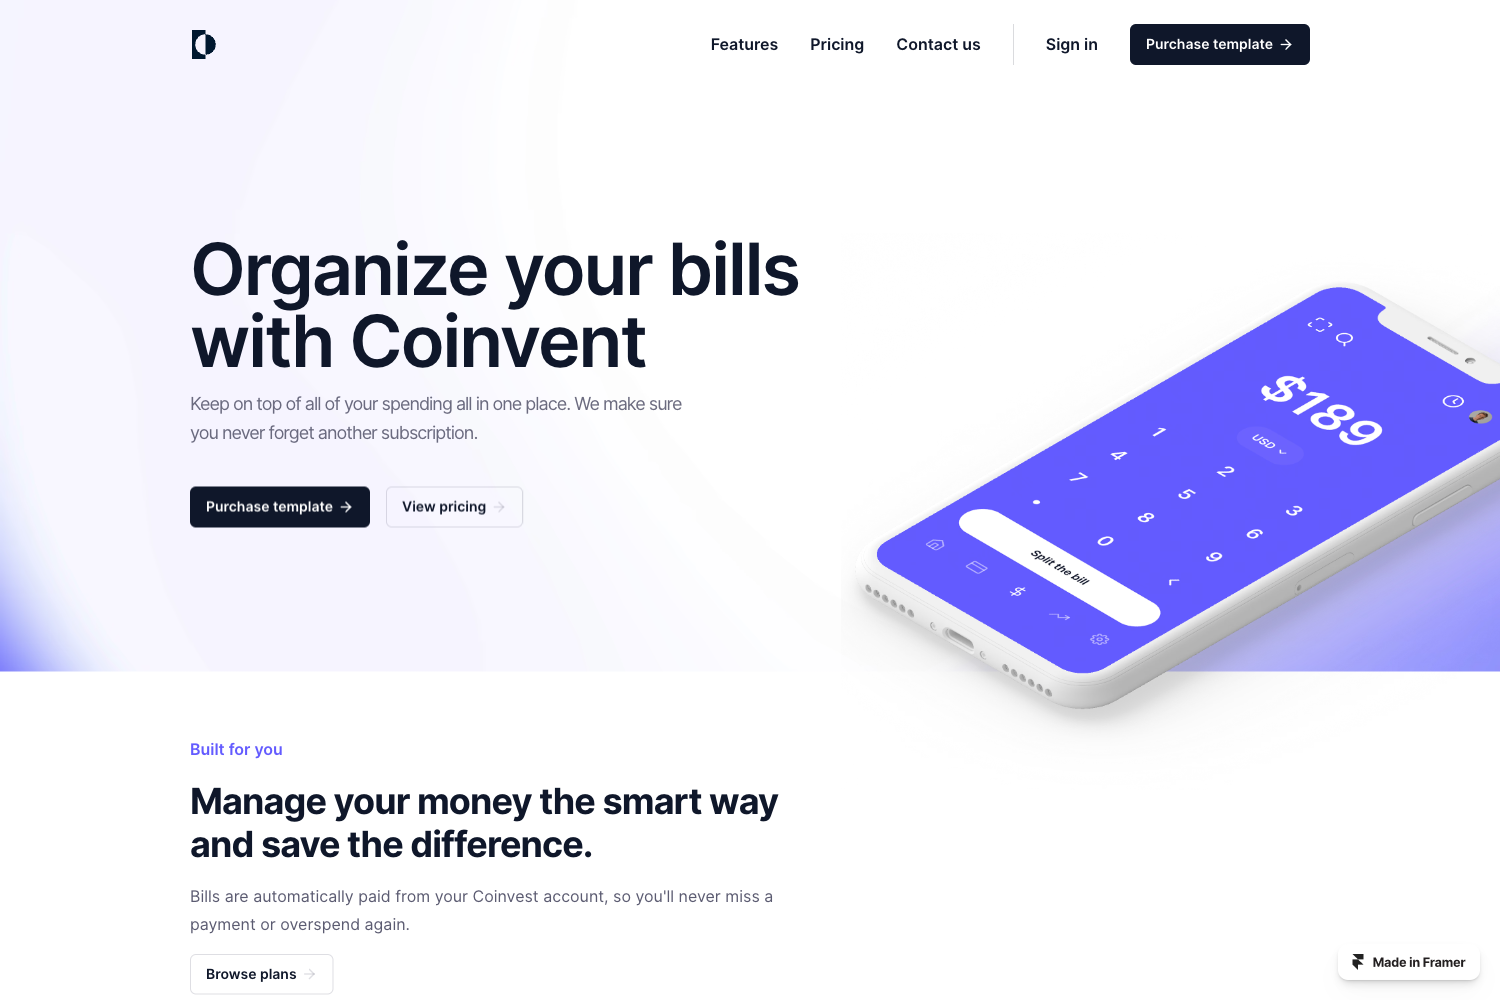 Features
Pricing
Contact us
Sign in
Purchase template
Organize your bills
with Coinvent
Keep on top of all of your spending all in one place. We make sure
you never forget another subscription.
Purchase template
View pricing
$189
USD
1
2
3
4
5
6
7
8
9
.
0
<
Split the bill
$
Built for you
Manage your money the smart way
and save the difference.
Bills are automatically paid from your Coinvest account, so you'll never miss a
payment or overspend again.
Browse plans
Made in Framer